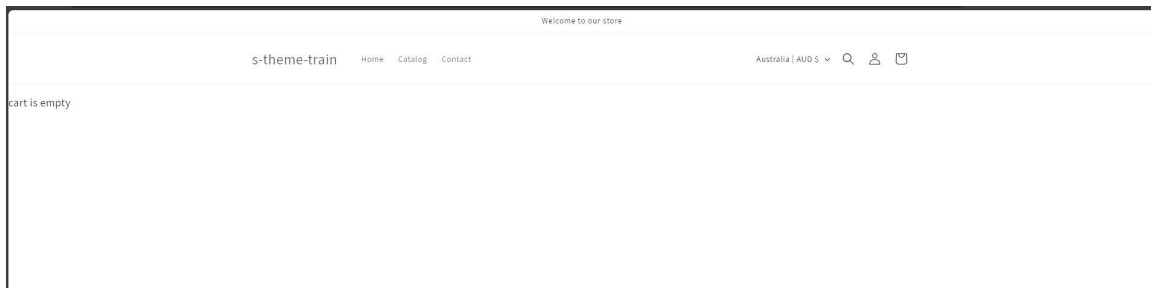 Welcome to our store
s-theme-train Home Catalog Contact Australia | AUD $
cart is empty